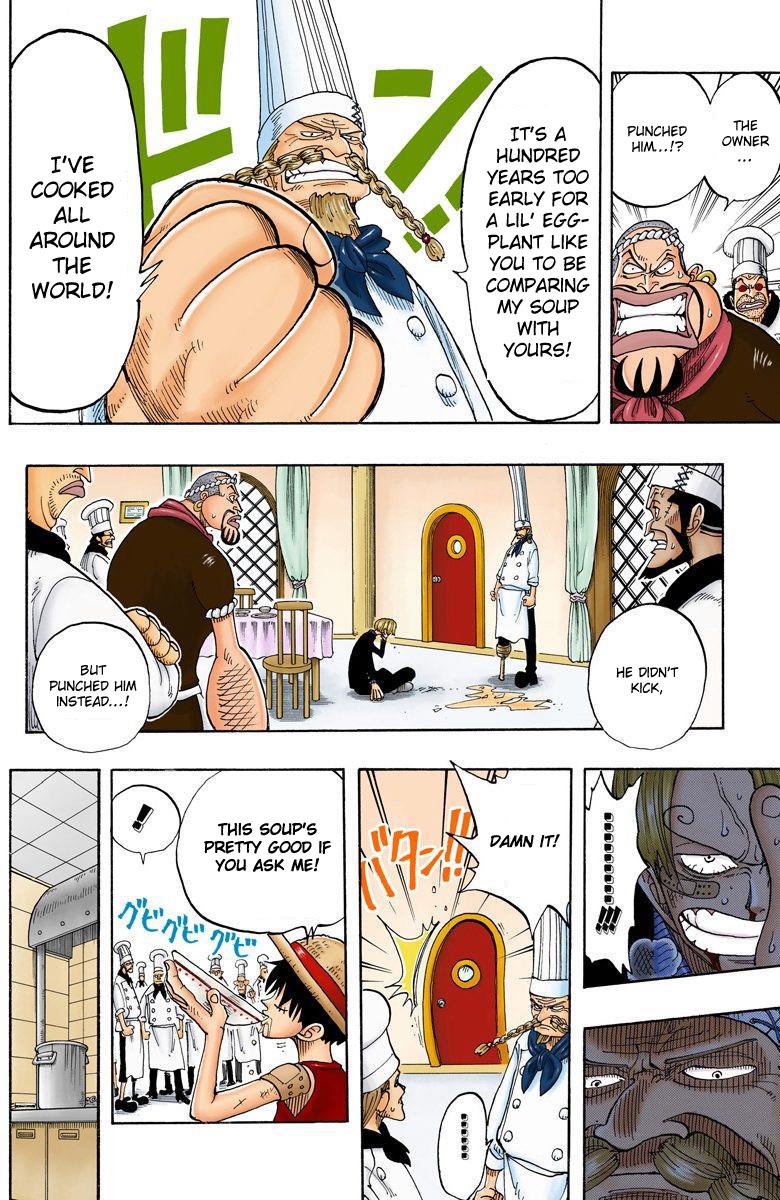 THE
OWNER
...
PUNCHED
HIM...!?
IT'S A
HUNDRED
YEARS TOO
EARLY FOR A
LIL' EGG-
PLANT LIKE
YOU TO BE
COMPARING
MY SOUP
WITH
YOURS!
ドン
I'VE
COOKED
ALL
AROUND
THE
WORLD!
HE DIDN'T
KICK,
BUT
PUNCHED HIM
INSTEAD...!
..........!!!
DAMN IT!
バタン!!
......
THIS SOUP'S
PRETTY GOOD IF
YOU ASK ME!
!
グビグビグビ